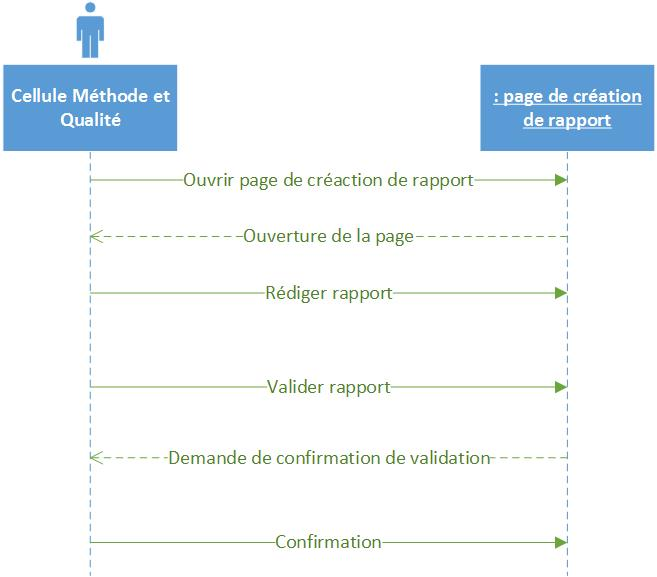 Cellule Méthode et
Qualité
: page de création
de rapport
Ouvrir page de créaction de rapport
Ouverture de la page
Rédiger rapport
Valider rapport
Demande de confirmation de validation
Confirmation